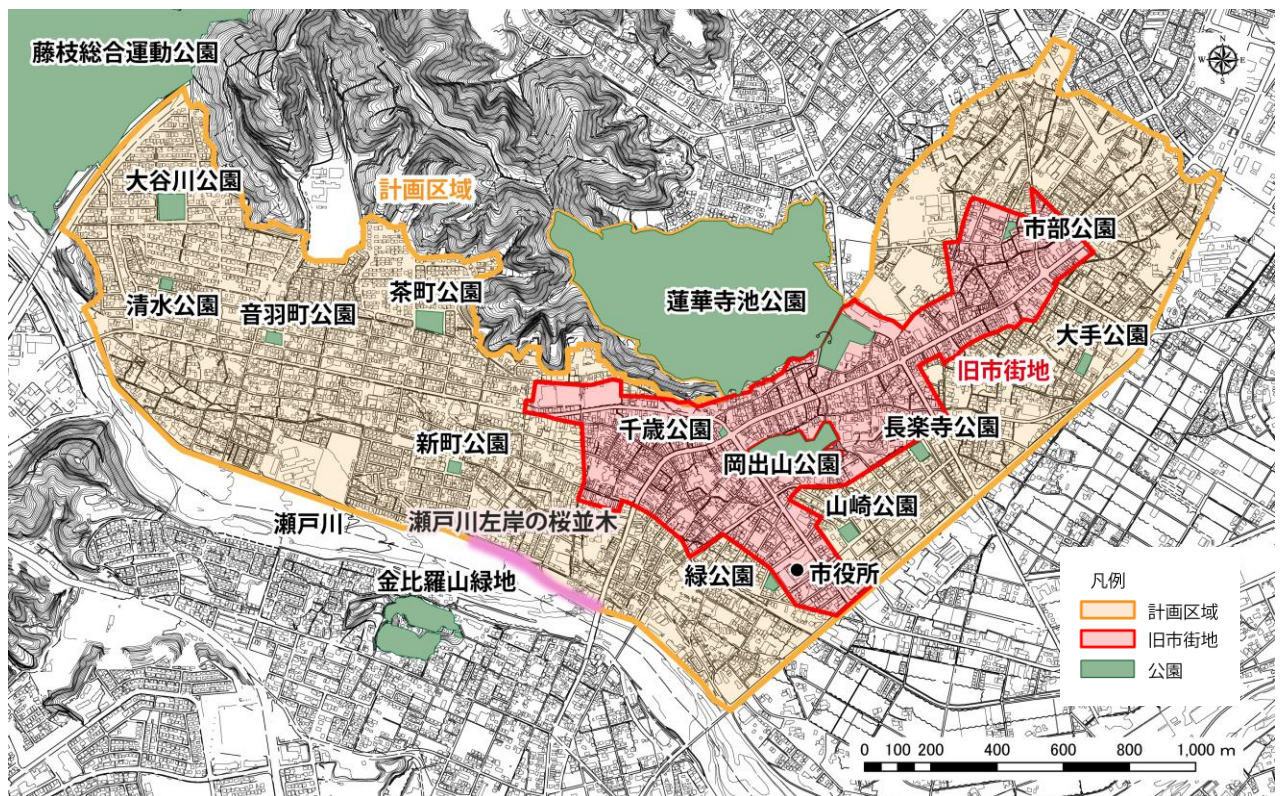 藤枝総合運動公園
N
W
E
S
大谷川公園
計画区域
市部公園
清水公園
音羽町公園
茶町公園
蓮華寺池公園
大手公園
旧市街地
千歳公園
長楽寺公園
新町公園
岡出山公園
山崎公園
瀬戸川
瀬戸川左岸の桜並木
緑公園
市役所
金比羅山緑地
凡例
計画区域
旧市街地
公園
0 100 200 400 600 800 1,000 m